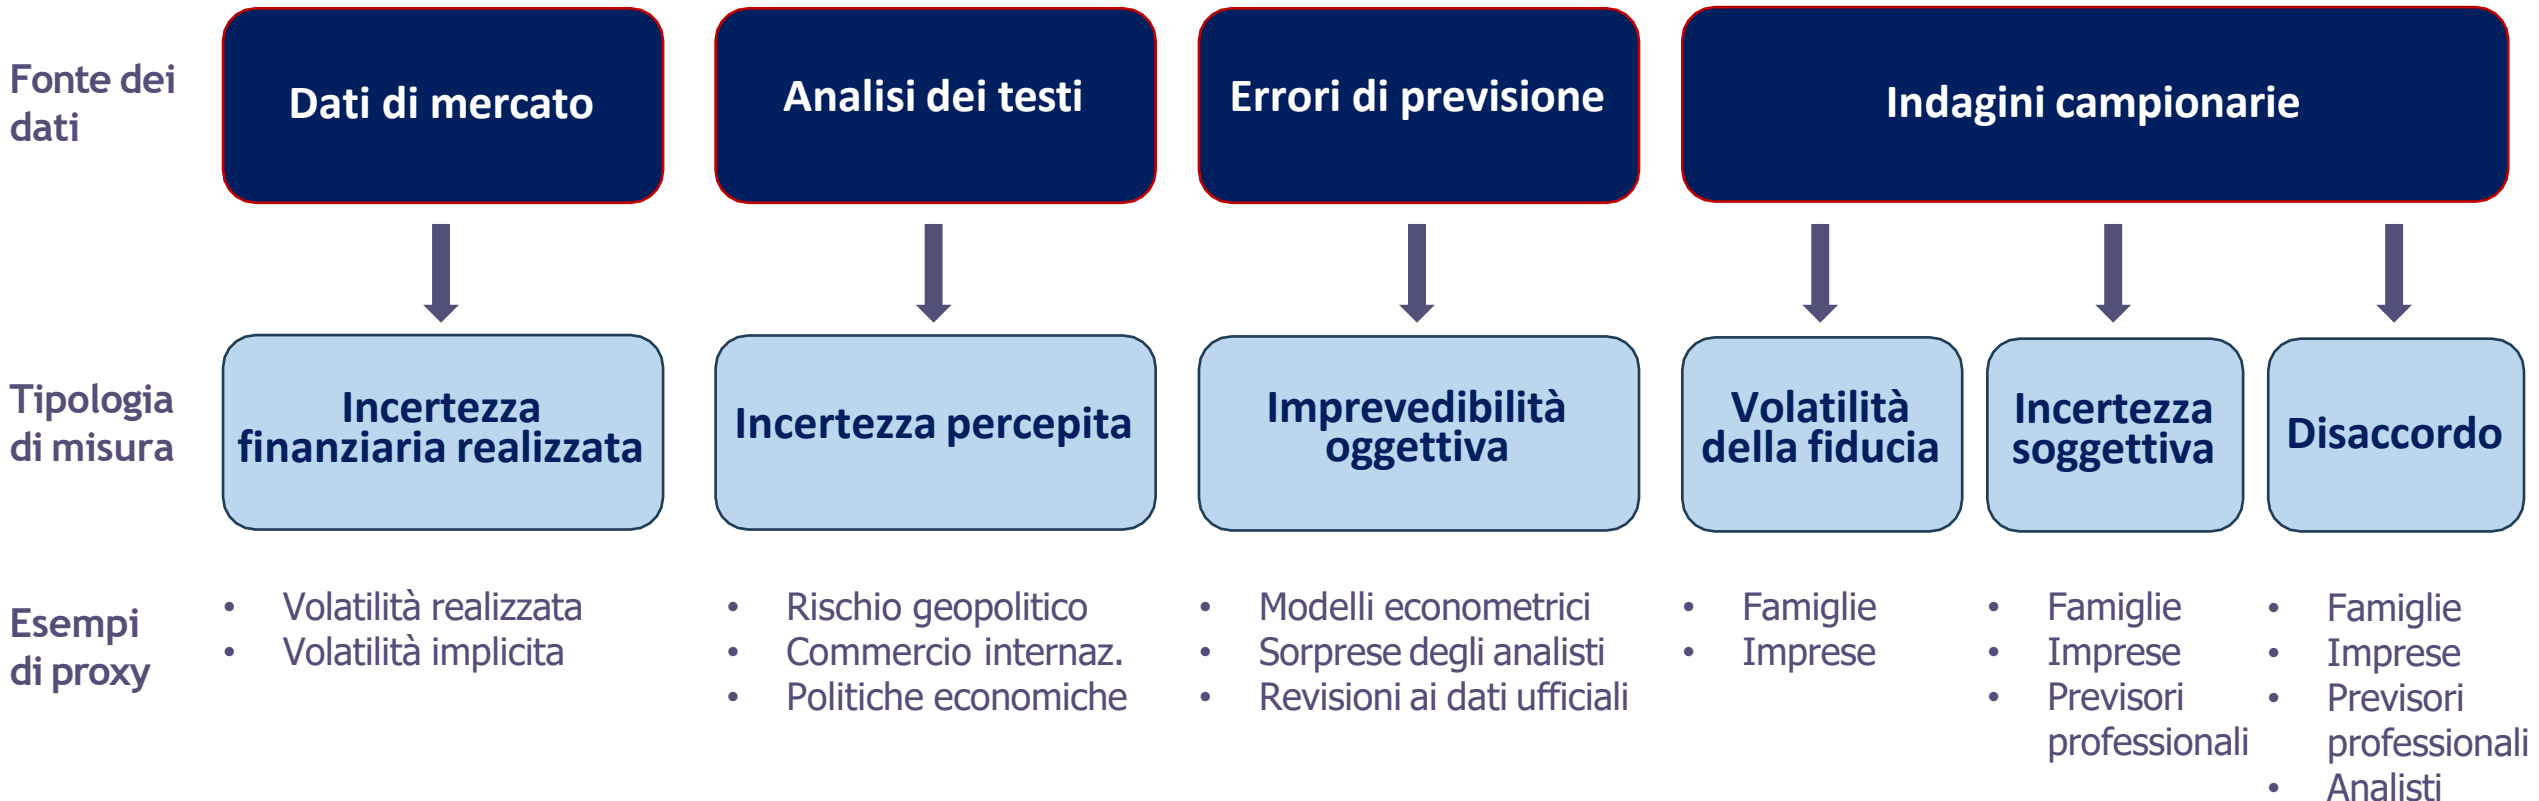 Fonte dei
dati
Dati di mercato
Analisi dei testi
Errori di previsione
Indagini campionarie
Tipologia
di misura
Incertezza
finanziaria realizzata
Incertezza percepita
Imprevedibilità
oggettiva
Volatilità
della fiducia
Incertezza
soggettiva
Disaccordo
Esempi
di proxy
• Volatilità realizzata
• Volatilità implicita
• Rischio geopolitico
• Commercio internaz.
• Politiche economiche
• Modelli econometrici
• Sorprese degli analisti
• Revisioni ai dati ufficiali
• Famiglie
• Imprese
• Famiglie
• Imprese
• Previsori
professionali
• Famiglie
• Imprese
• Previsori
professionali
• Analisti